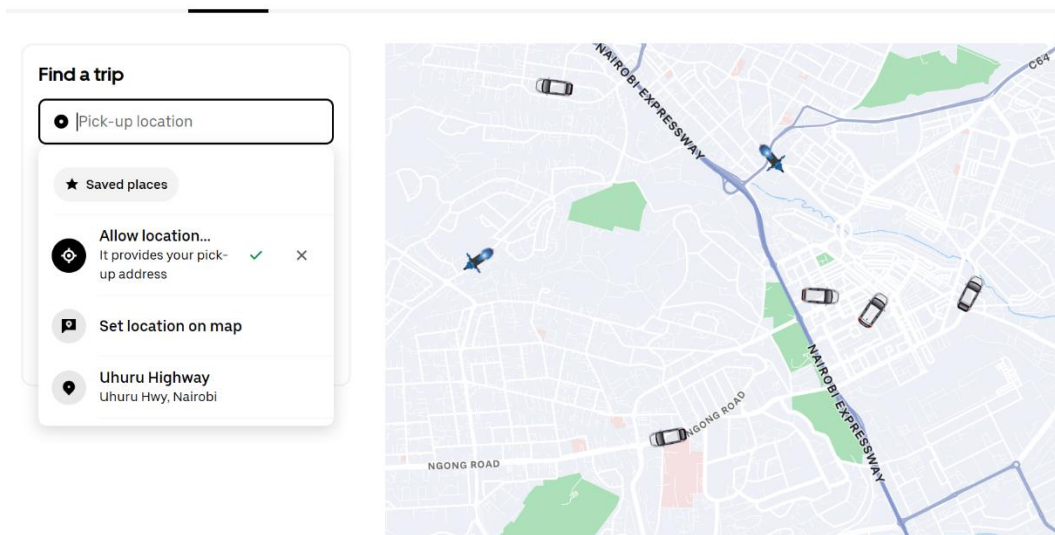 Find a trip
Pick-up location
Saved places
Allow location...
It provides your pick-
up address
Set location on map
Uhuru Highway
Uhuru Hwy, Nairobi
NAIROBI EXPRESSWAY
C64
NAIROBI EXPRESSWAY
NGONG ROAD
NGONG ROAD